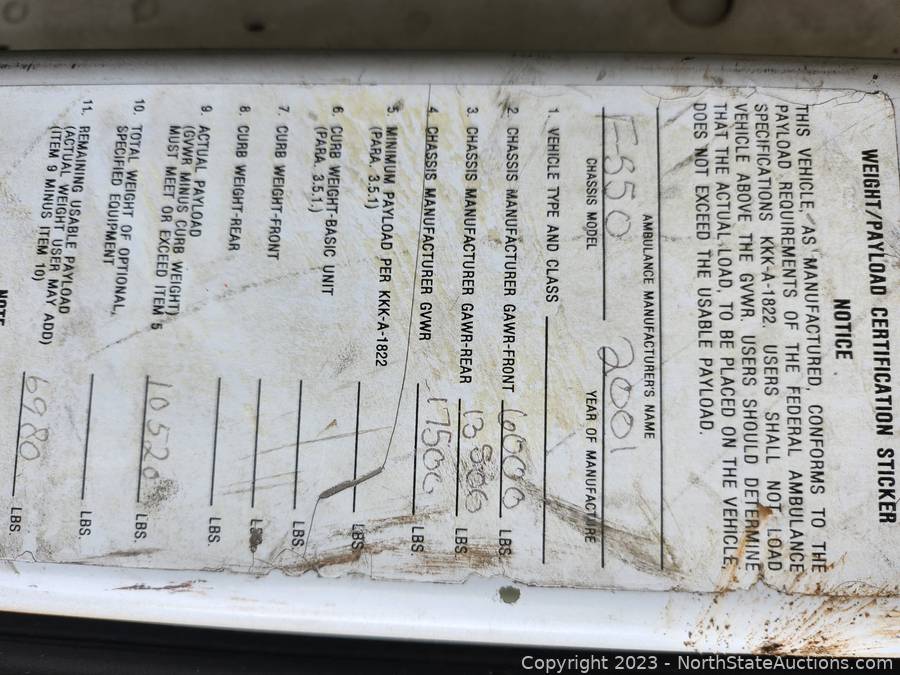 WEIGHT/PAYLOAD CERTIFICATION STICKER
NOTICE
THIS VEHICLE, AS MANUFACTURED, CONFORMS TO THE
PAYLOAD REQUIREMENTS OF THE FEDERAL AMBULANCE
SPECIFICATIONS KKK-A-1822. USERS SHALL NOT LOAD
VEHICLE ABOVE THE GVWR. USERS SHOULD DETERMINE
THAT THE ACTUAL LOAD, TO BE PLACED ON THE VEHICLE,
DOES NOT EXCEED THE USABLE PAYLOAD.
AMBULANCE MANUFACTURER'S NAME
F-550 2001
CHASSIS MODEL YEAR OF MANUFACTURE
1. VEHICLE TYPE AND CLASS
2. CHASSIS MANUFACTURER GAWR-FRONT 6000 LBS.
3. CHASSIS MANUFACTURER GAWR-REAR 13500 LBS.
4. CHASSIS MANUFACTURER GVWR 17500 LBS.
5. MINIMUM PAYLOAD PER KKK-A-1822
(PARA. 3.5.1) LBS.
6. CURB WEIGHT-BASIC UNIT
(PARA. 3.5.1.) LBS.
7. CURB WEIGHT-FRONT LBS.
8. CURB WEIGHT-REAR LBS.
9. ACTUAL PAYLOAD
(GVWR MINUS CURB WEIGHT)
MUST MEET OR EXCEED ITEM 5 10520 LBS.
10. TOTAL WEIGHT OF OPTIONAL,
SPECIFIED EQUIPMENT LBS.
11. REMAINING USABLE PAYLOAD
(ACTUAL WEIGHT USER MAY ADD)
(ITEM 9 MINUS ITEM 10) 6980 LBS.
NOTE
Copyright © 2023 - NorthStateAuctions.com